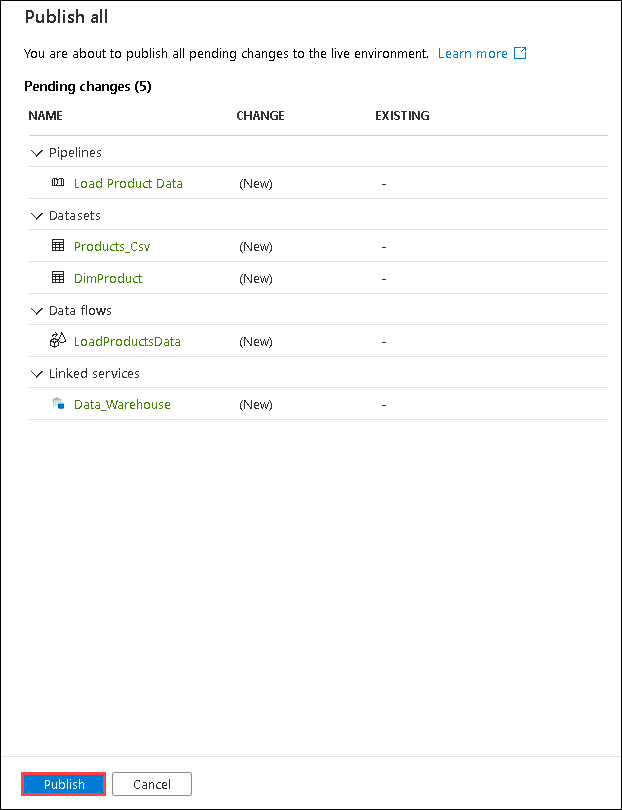 Publish all
You are about to publish all pending changes to the live environment. Learn more
Pending changes (5)
NAME CHANGE EXISTING
Pipelines
Load Product Data (New) -
Datasets
Products_Csv (New) -
DimProduct (New) -
Data flows
LoadProductsData (New) -
Linked services
Data_Warehouse (New) -
Publish Cancel